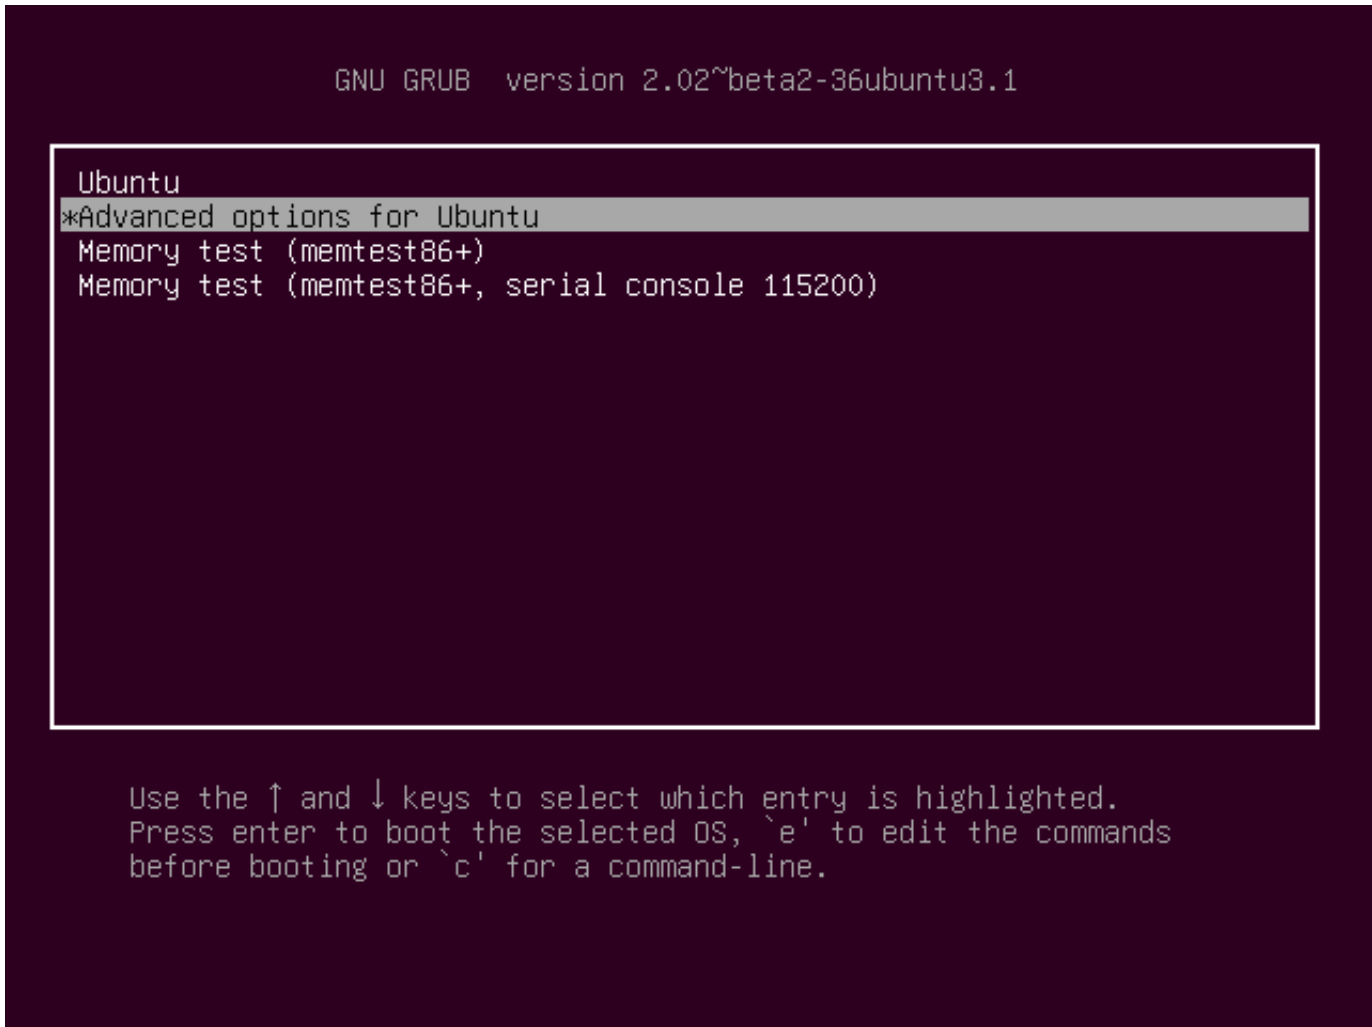 GNU GRUB  version 2.02~beta2-36ubuntu3.1
Ubuntu
*Advanced options for Ubuntu
Memory test (memtest86+)
Memory test (memtest86+, serial console 115200)
Use the ↑ and ↓ keys to select which entry is highlighted.
Press enter to boot the selected OS, `e' to edit the commands
before booting or `c' for a command-line.